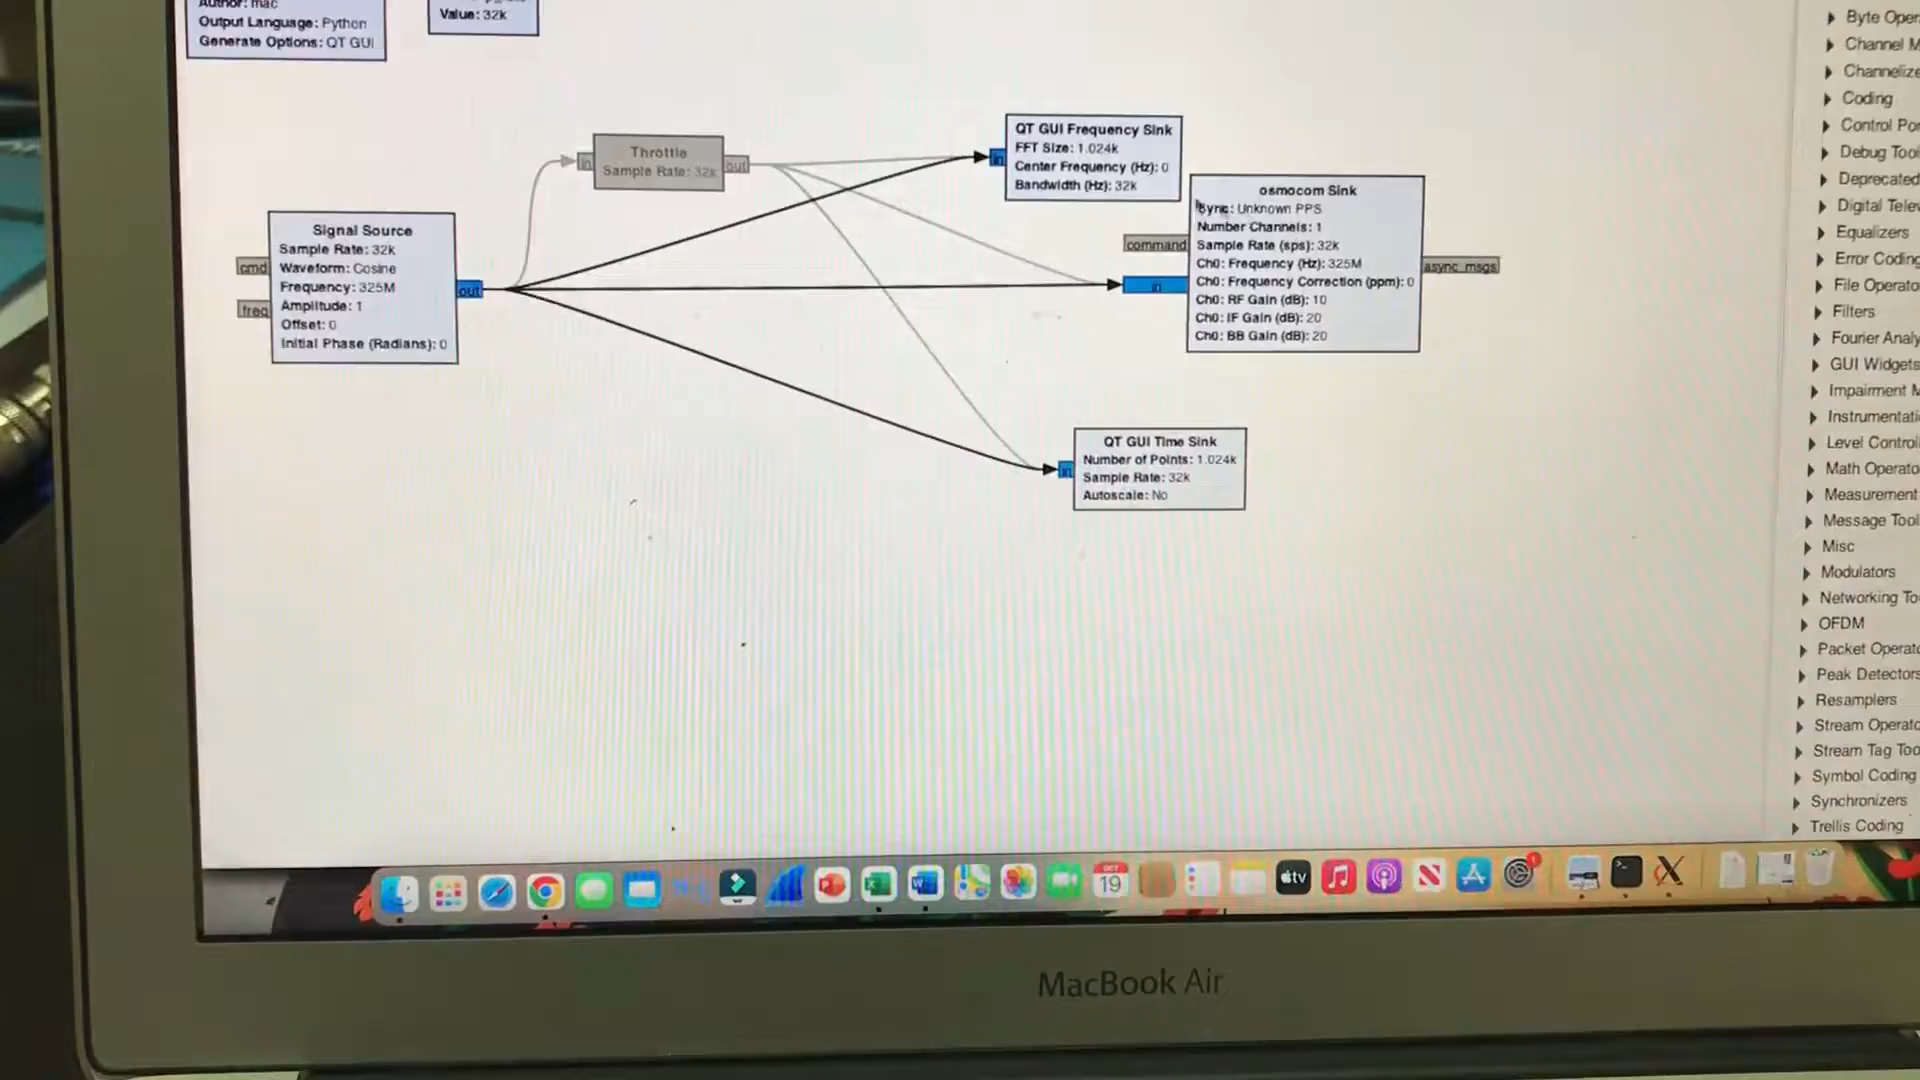 Author: mac
Output Language: Python
Generate Options: QT GUI
Value: 32k
Throttle
Sample Rate: 32k
in
out
QT GUI Frequency Sink
FFT Size: 1.024k
Center Frequency (Hz): 0
Bandwidth (Hz): 32k
in
Signal Source
Sample Rate: 32k
Waveform: Cosine
Frequency: 325M
Amplitude: 1
Offset: 0
Initial Phase (Radians): 0
cmd
freq
out
osmocom Sink
Sync: Unknown PPS
Number Channels: 1
Sample Rate (sps): 32k
Ch0: Frequency (Hz): 325M
Ch0: Frequency Correction (ppm): 0
Ch0: RF Gain (dB): 10
Ch0: IF Gain (dB): 20
Ch0: BB Gain (dB): 20
command
in
async_msgs
QT GUI Time Sink
Number of Points: 1.024k
Sample Rate: 32k
Autoscale: No
in
Byte Oper
Channel M
Channelize
Coding
Control Por
Debug Tool
Deprecated
Digital Telev
Equalizers
Error Coding
File Operato
Filters
Fourier Analy
GUI Widgets
Impairment M
Instrumentati
Level Control
Math Operato
Measurement
Message Tool
Misc
Modulators
Networking To
OFDM
Packet Operato
Peak Detectors
Resamplers
Stream Operato
Stream Tag Too
Symbol Coding
Synchronizers
Trellis Coding
OCT
19
tv
MacBook Air